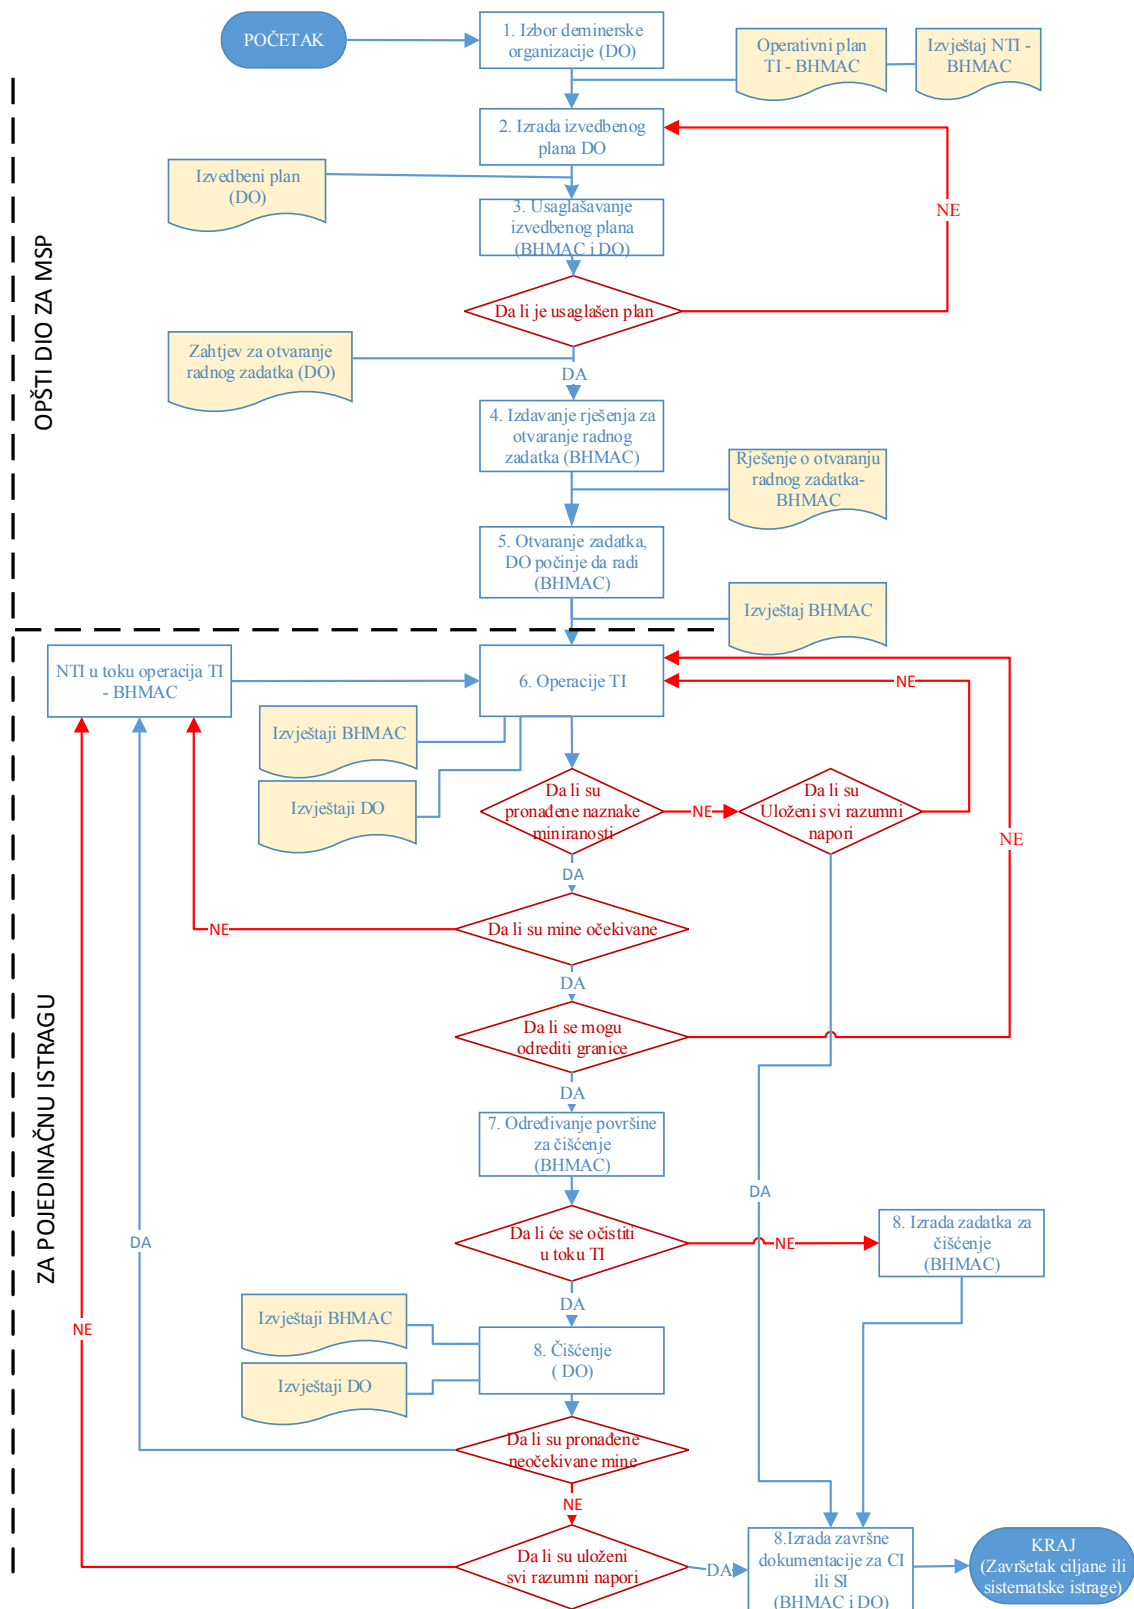 POČETAK
1. Izbor deminerske
organizacije (DO)
Operativni plan
TI - BHMAC
Izvještaj NTI -
BHMAC
2. Izrada izvedbenog
plana DO
Izvedbeni plan
(DO)
3. Usaglašavanje
izvedbenog plana
(BHMAC i DO)
NE
Da li je usaglašen plan
OPŠTI DIO ZA MSP
Zahtjev za otvaranje
radnog zadatka (DO)
DA
4. Izdavanje rješenja za
otvaranje radnog
zadatka (BHMAC)
Rješenje o otvaranju
radnog zadatka-
BHMAC
5. Otvaranje zadatka,
DO počinje da radi
(BHMAC)
Izvještaj BHMAC
NTI u toku operacija TI
- BHMAC
6. Operacije TI
NE
Izvještaji BHMAC
Izvještaji DO
Da li su
pronađene naznake
miniranosti
NE
Da li su
Uloženi svi razumni
napori
NE
DA
Da li su mine očekivane
NE
DA
Da li se mogu
odrediti granice
ZA POJEDINAČNU ISTRAGU
DA
7. Određivanje površine
za čišćenje
(BHMAC)
DA
Da li će se očistiti
u toku TI
NE
8. Izrada zadatka za
čišćenje
(BHMAC)
DA
DA
Izvještaji BHMAC
NE
8. Čišćenje
( DO)
Izvještaji DO
Da li su pronađene
neočekivane mine
NE
Da li su uloženi
svi razumni napori
DA
8.Izrada završne
dokumentacije za CI
ili SI
(BHMAC i DO)
KRAJ
(Završetak ciljane ili
sistematske istrage)